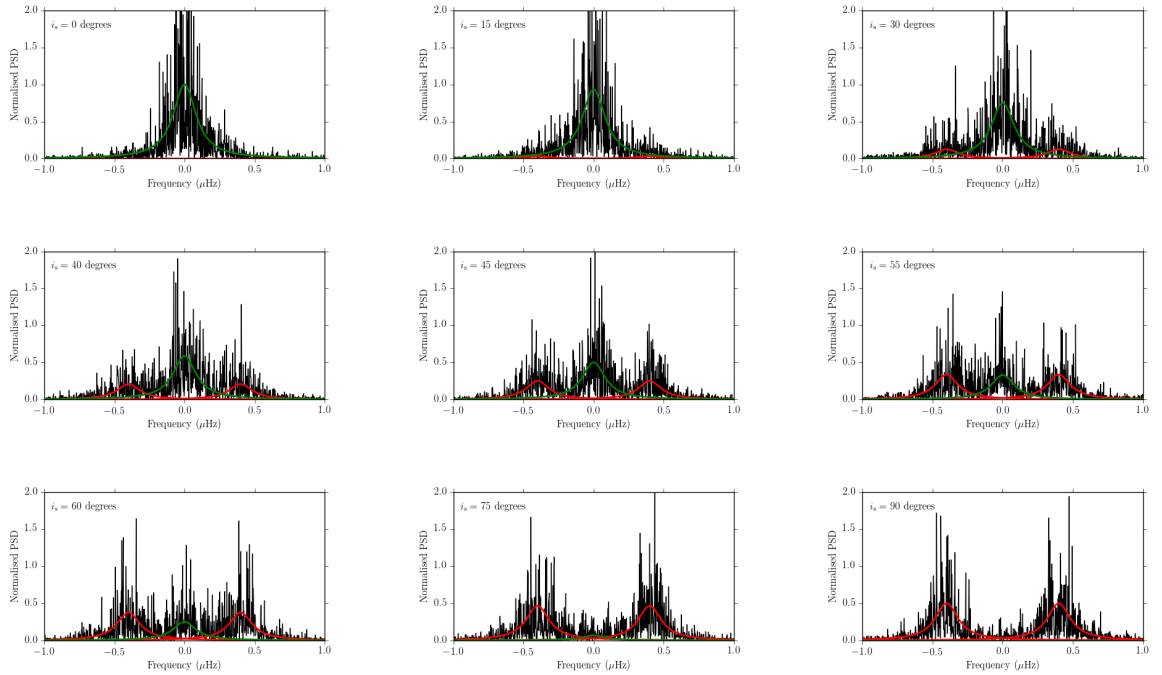 2.0
1.5
1.0
0.5
0.0
Normalised PSD
i_s = 0 degrees
−1.0 −0.5 0.0 0.5 1.0
Frequency (μHz)
2.0
1.5
1.0
0.5
0.0
Normalised PSD
i_s = 15 degrees
−1.0 −0.5 0.0 0.5 1.0
Frequency (μHz)
2.0
1.5
1.0
0.5
0.0
Normalised PSD
i_s = 30 degrees
−1.0 −0.5 0.0 0.5 1.0
Frequency (μHz)
2.0
1.5
1.0
0.5
0.0
Normalised PSD
i_s = 40 degrees
−1.0 −0.5 0.0 0.5 1.0
Frequency (μHz)
2.0
1.5
1.0
0.5
0.0
Normalised PSD
i_s = 45 degrees
−1.0 −0.5 0.0 0.5 1.0
Frequency (μHz)
2.0
1.5
1.0
0.5
0.0
Normalised PSD
i_s = 55 degrees
−1.0 −0.5 0.0 0.5 1.0
Frequency (μHz)
2.0
1.5
1.0
0.5
0.0
Normalised PSD
i_s = 60 degrees
−1.0 −0.5 0.0 0.5 1.0
Frequency (μHz)
2.0
1.5
1.0
0.5
0.0
Normalised PSD
i_s = 75 degrees
−1.0 −0.5 0.0 0.5 1.0
Frequency (μHz)
2.0
1.5
1.0
0.5
0.0
Normalised PSD
i_s = 90 degrees
−1.0 −0.5 0.0 0.5 1.0
Frequency (μHz)